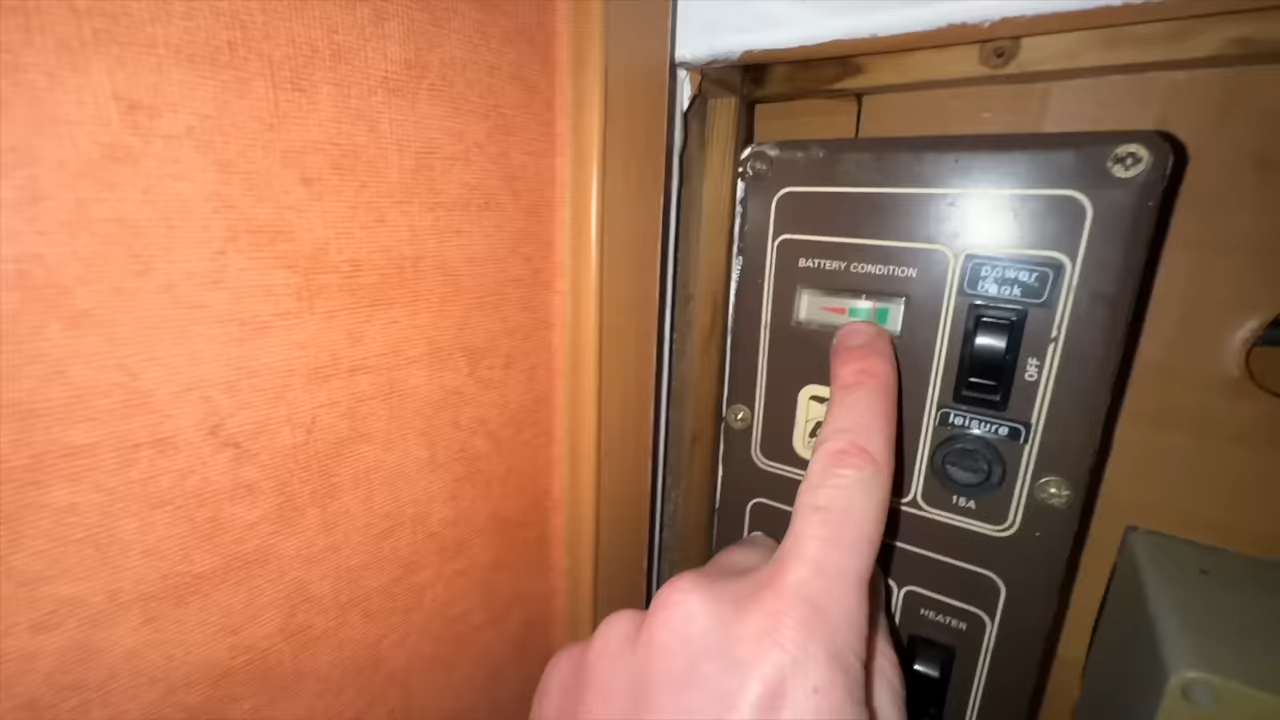 BATTERY CONDITION
power
bank
OFF
leisure
15A
HEATER